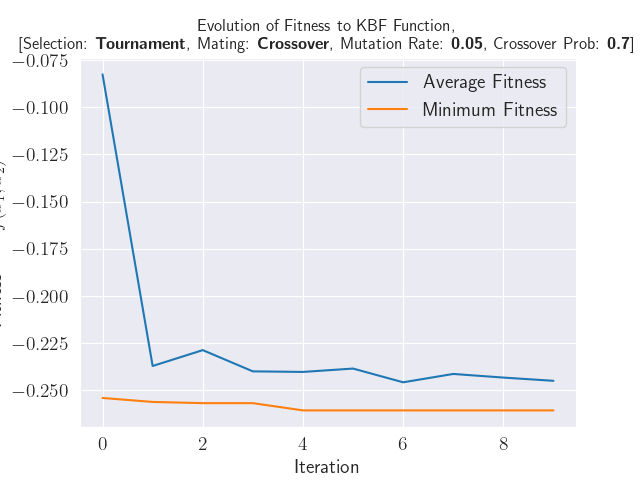 Evolution of Fitness to KBF Function,
[Selection: Tournament, Mating: Crossover, Mutation Rate: 0.05, Crossover Prob: 0.7]
Average Fitness
Minimum Fitness
−0.075
−0.100
−0.125
−0.150
−0.175
−0.200
−0.225
−0.250
0 2 4 6 8
Iteration